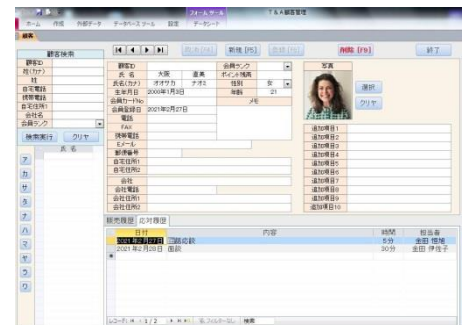 フォーム ツール
T & A顧客管理
ホーム 作成 外部データ データベース ツール 設定 データシート
顧客
顧客検索
取消 [F4] 新規 [F5] 登録 [F6] 削除 [F9] 終了
顧客ID
姓(カナ)
社
自宅電話
携帯電話
自宅住所1
会社名
会員ランク
検索実行 クリヤ
氏 名
ア
カ
サ
タ
ナ
ハ
マ
ヤ
ラ
ワ
顧客ID 会員ランク
氏 名 大阪 直美 ポイント残高
氏名(カナ) オオサカ ナオミ 性別 女
生年月日 2000年1月3日 年齢 21
会員カードNo メモ
会員登録日 2021年2月27日
電話
FAX
携帯電話
Eメール
郵便番号
自宅住所1
自宅住所2
会社
会社電話
会社住所1
会社住所2
写真
選択
クリヤ
追加項目1
追加項目2
追加項目3
追加項目4
追加項目5
追加項目6
追加項目7
追加項目8
追加項目9
追加項目10
販売履歴 応対履歴
日付 内容 時間 担当者
2021年2月27日 電話応談 5分 金田
2021年2月28日 面談 30分 金田 伊佐子
レコード: 1 / 2 フィルターなし 検索